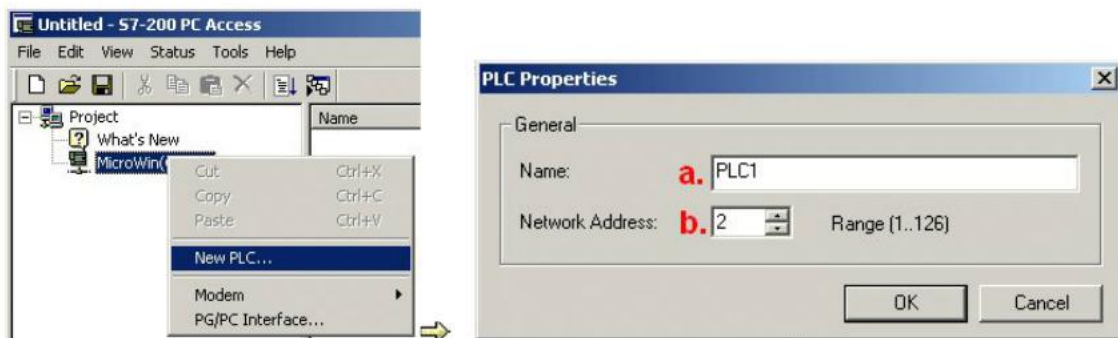 Untitled - S7-200 PC Access
File Edit View Status Tools Help
Project
Name
What's New
MicroWin(
Cut Ctrl+X
Copy Ctrl+C
Paste Ctrl+V
New PLC...
Modem
PG/PC Interface...
PLC Properties
General
Name: a. PLC1
Network Address: b. 2 Range (1..126)
OK Cancel